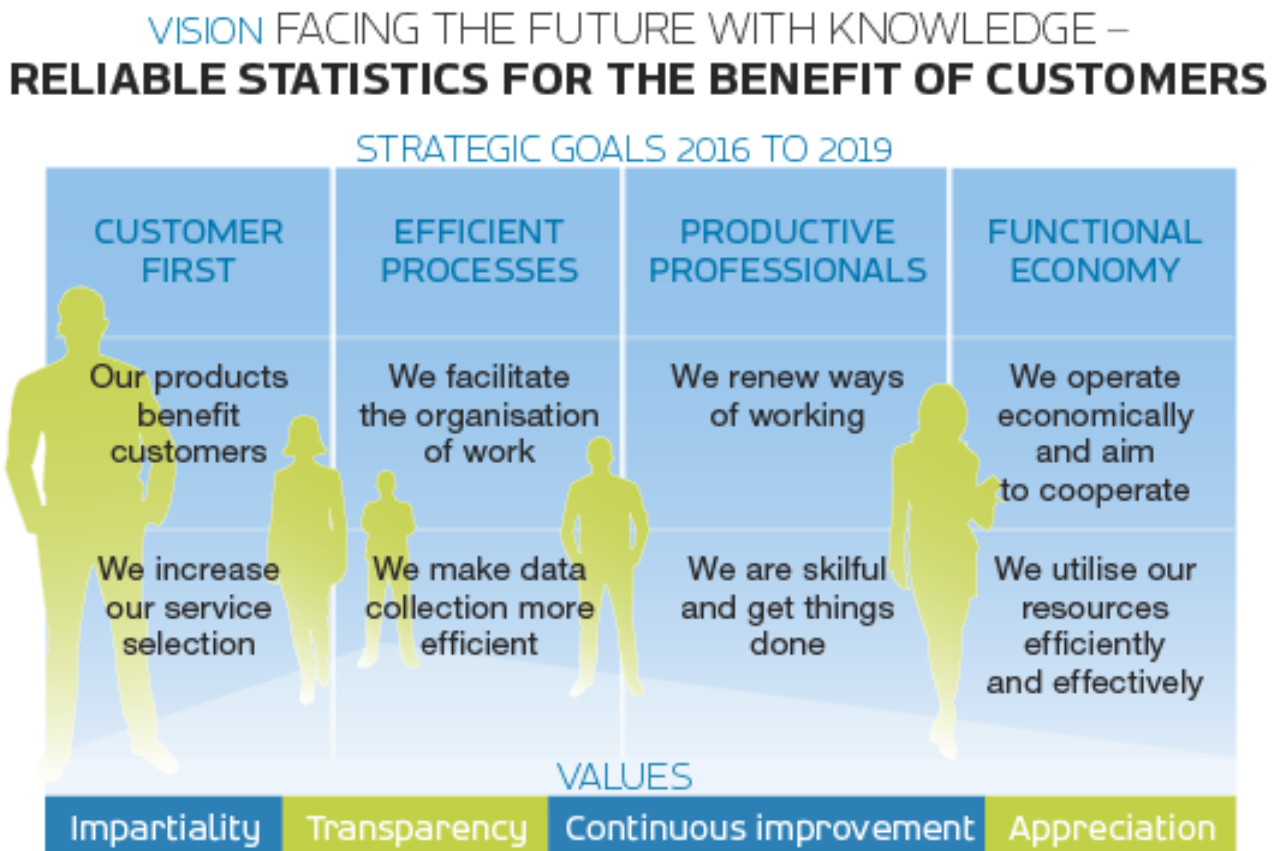 VISION FACING THE FUTURE WITH KNOWLEDGE –
RELIABLE STATISTICS FOR THE BENEFIT OF CUSTOMERS
STRATEGIC GOALS 2016 TO 2019
CUSTOMER
FIRST
Our products
benefit
customers
We increase
our service
selection
EFFICIENT
PROCESSES
We facilitate
the organisation
of work
We make data
collection more
efficient
PRODUCTIVE
PROFESSIONALS
We renew ways
of working
We are skilful
and get things
done
FUNCTIONAL
ECONOMY
We operate
economically
and aim
to cooperate
We utilise our
resources
efficiently
and effectively
VALUES
Impartiality Transparency Continuous improvement Appreciation